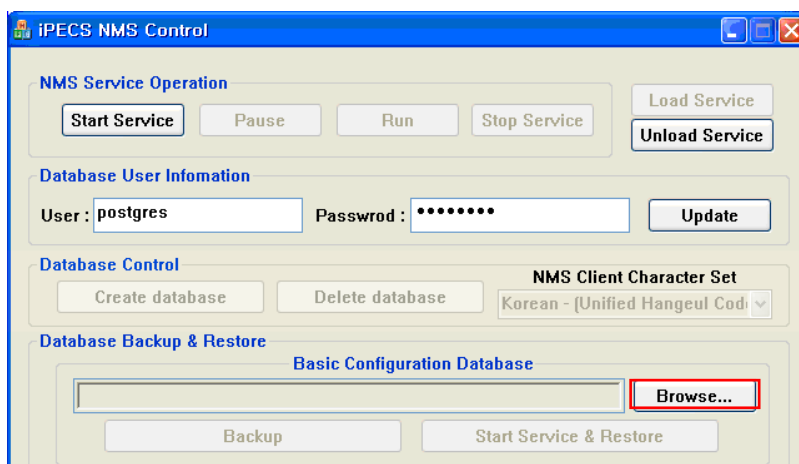 iPECS NMS Control
NMS Service Operation
Start Service Pause Run Stop Service
Load Service
Unload Service
Database User Infomation
User : postgres Passwrod : •••••••• Update
Database Control
NMS Client Character Set
Create database Delete database Korean - (Unified Hangeul Code
Database Backup & Restore
Basic Configuration Database
Browse...
Backup Start Service & Restore